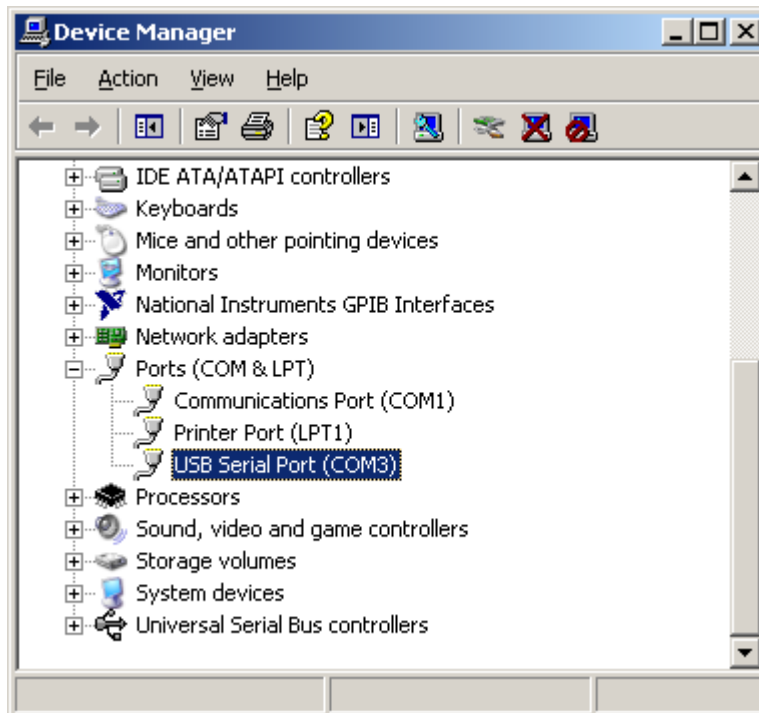 Device Manager
File Action View Help
IDE ATA/ATAPI controllers
Keyboards
Mice and other pointing devices
Monitors
National Instruments GPIB Interfaces
Network adapters
Ports (COM & LPT)
Communications Port (COM1)
Printer Port (LPT1)
USB Serial Port (COM3)
Processors
Sound, video and game controllers
Storage volumes
System devices
Universal Serial Bus controllers